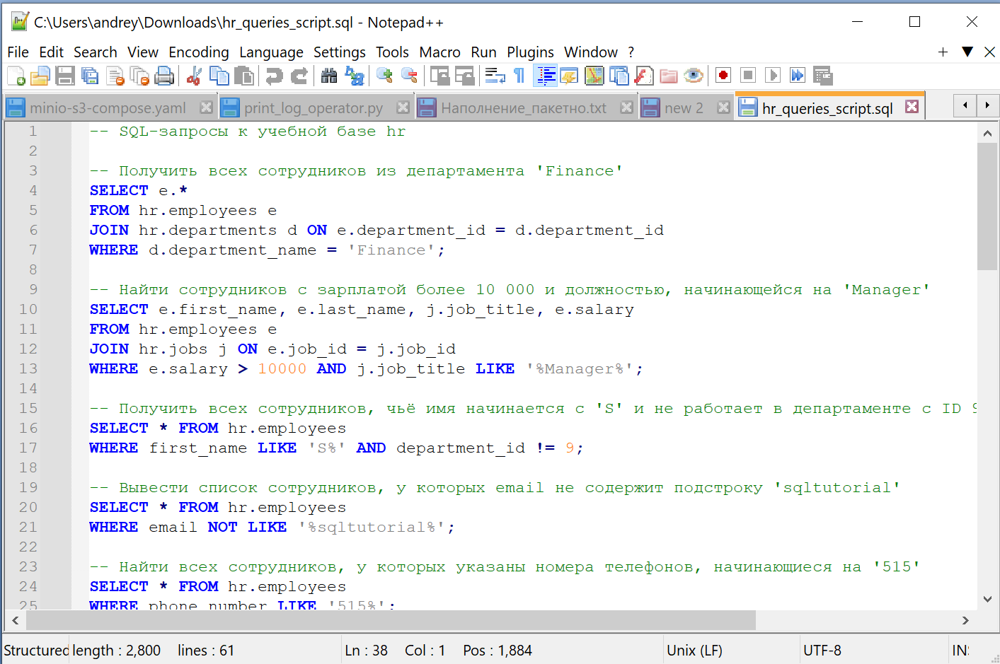 C:\Users\andrey\Downloads\hr_queries_script.sql - Notepad++
File Edit Search View Encoding Language Settings Tools Macro Run Plugins Window ?
minio-s3-compose.yaml print_log_operator.py Наполнение_пакетно.txt new 2 hr_queries_script.sql
1 -- SQL-запросы к учебной базе hr
2
3 -- Получить всех сотрудников из департамента 'Finance'
4 SELECT e.*
5 FROM hr.employees e
6 JOIN hr.departments d ON e.department_id = d.department_id
7 WHERE d.department_name = 'Finance';
8
9 -- Найти сотрудников с зарплатой более 10 000 и должностью, начинающейся на 'Manager'
10 SELECT e.first_name, e.last_name, j.job_title, e.salary
11 FROM hr.employees e
12 JOIN hr.jobs j ON e.job_id = j.job_id
13 WHERE e.salary > 10000 AND j.job_title LIKE '%Manager%';
14
15 -- Получить всех сотрудников, чьё имя начинается с 'S' и не работает в департаменте с ID 9
16 SELECT * FROM hr.employees
17 WHERE first_name LIKE 'S%' AND department_id != 9;
18
19 -- Вывести список сотрудников, у которых email не содержит подстроку 'sqltutorial'
20 SELECT * FROM hr.employees
21 WHERE email NOT LIKE '%sqltutorial%';
22
23 -- Найти всех сотрудников, у которых указаны номера телефонов, начинающиеся на '515'
24 SELECT * FROM hr.employees
25 WHERE phone_number LIKE '515%';
Structured length : 2,800 lines : 61 Ln : 38 Col : 1 Pos : 1,884 Unix (LF) UTF-8 IN